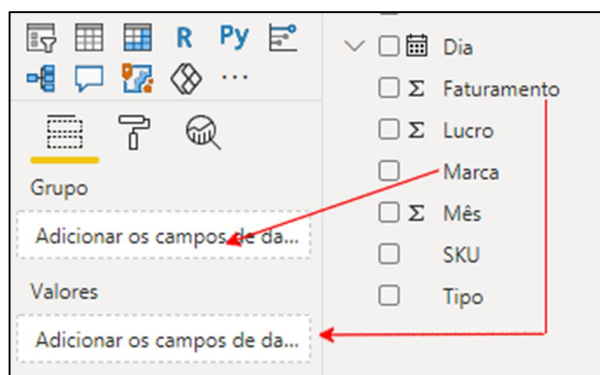 R Py
...
Grupo
Adicionar os campos de da...
Valores
Adicionar os campos de da...
Dia
Σ Faturamento
Σ Lucro
Marca
Σ Mês
SKU
Tipo